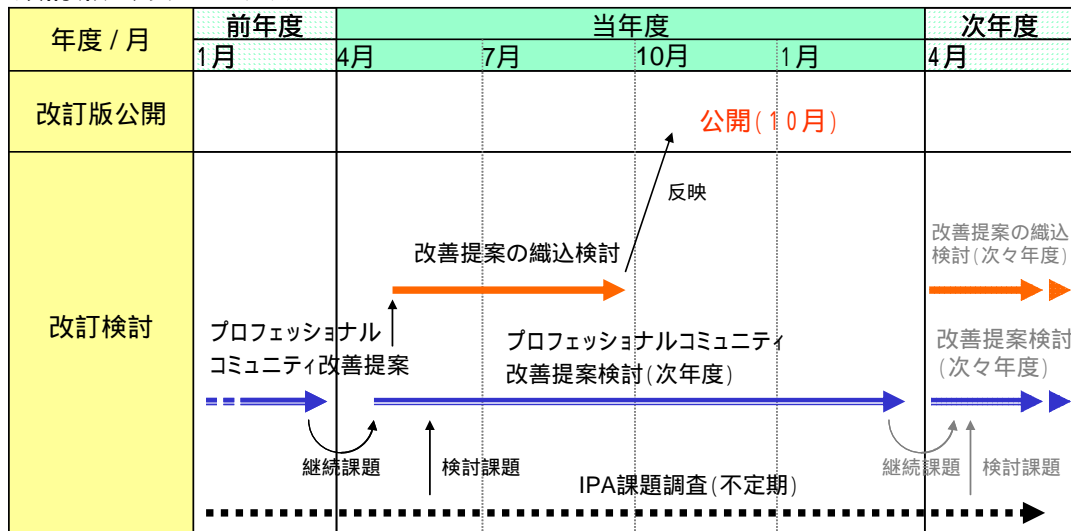 年度 / 月
前年度
当年度
次年度
1月
4月
7月
10月
1月
4月
改訂版公開
公開(10月)
反映
改訂検討
改善提案の織込検討
改善提案の織込
検討(次々年度)
プロフェッショナル
コミュニティ改善提案
プロフェッショナルコミュニティ
改善提案検討(次年度)
改善提案検討
(次々年度)
継続課題
検討課題
継続課題
検討課題
IPA課題調査(不定期)